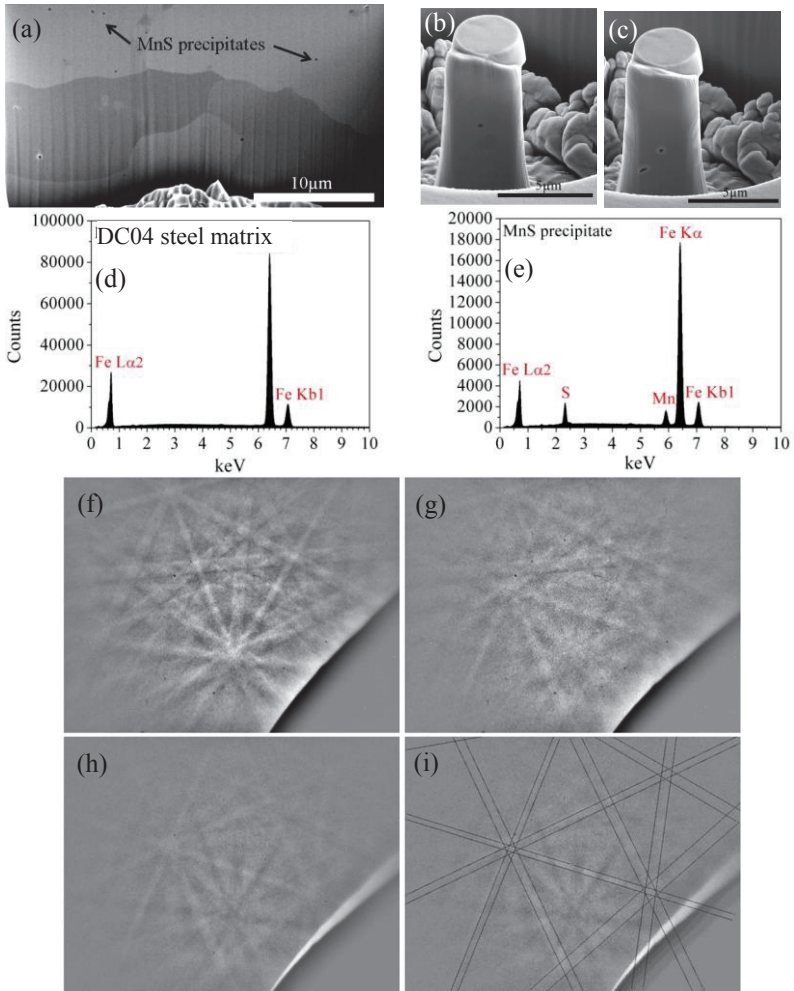 (a)
MnS precipitates
10µm
(b)
5µm
(c)
5µm
100000
80000
60000
40000
20000
0
Counts
DC04 steel matrix
(d)
Fe Lα2
Fe Kb1
0 1 2 3 4 5 6 7 8 9 10
keV
20000
18000
16000
14000
12000
10000
8000
6000
4000
2000
0
Counts
MnS precipitate
(e)
Fe Kα
Fe Lα2
S
Mn
Fe Kb1
0 1 2 3 4 5 6 7 8 9 10
keV
(f)
(g)
(h)
(i)